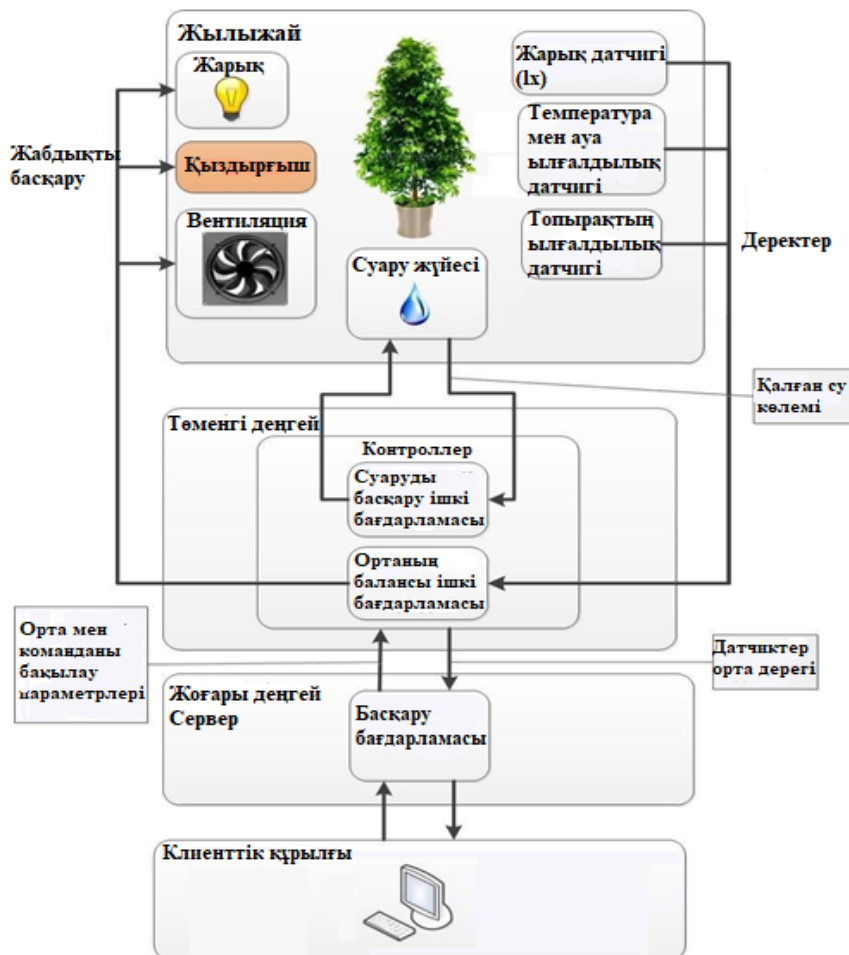 Жылыжай
Жарық
Жарық датчигі
(lx)
Температура
мен ауа
ылғалдылық
датчигі
Жабдықты
басқару
Қыздырғыш
Вентиляция
Топырақтың
ылғалдылық
датчигі
Деректер
Суару жүйесі
Қалған су
көлемі
Төменгі деңгей
Контроллер
Суаруды
басқару ішкі
бағдарламасы
Ортаның
балансы ішкі
бағдарламасы
Орта мен
команданы
бақылау
параметрлері
Датчиктер
орта дерегі
Жоғары деңгей
Сервер
Басқару
бағдарламасы
Клиенттік құрылғы